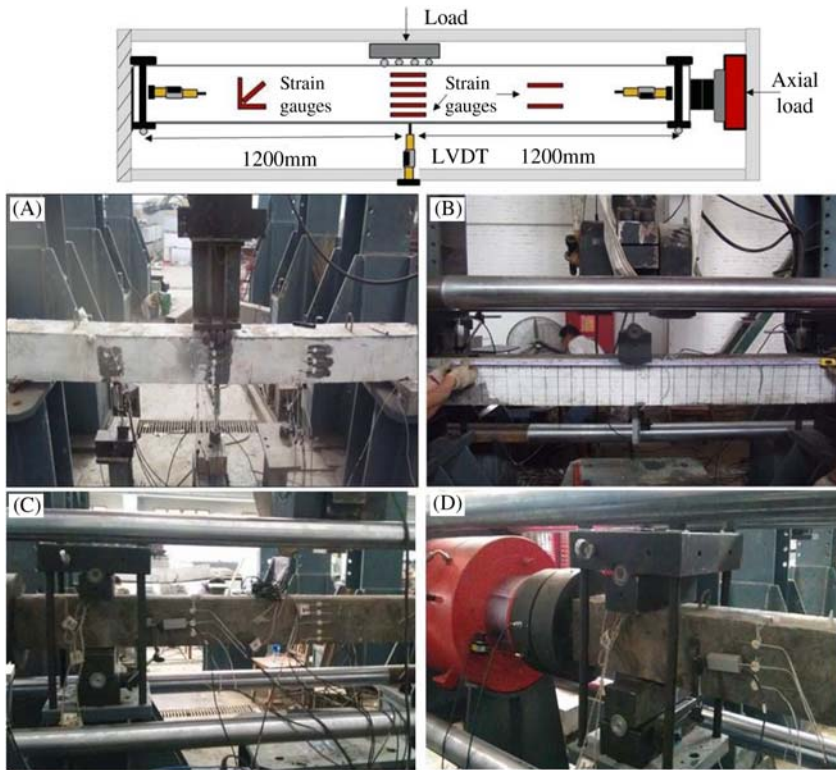 Load
Strain
gauges
Strain
gauges
Axial
load
1200mm
LVDT
1200mm
(A)
(B)
(C)
(D)